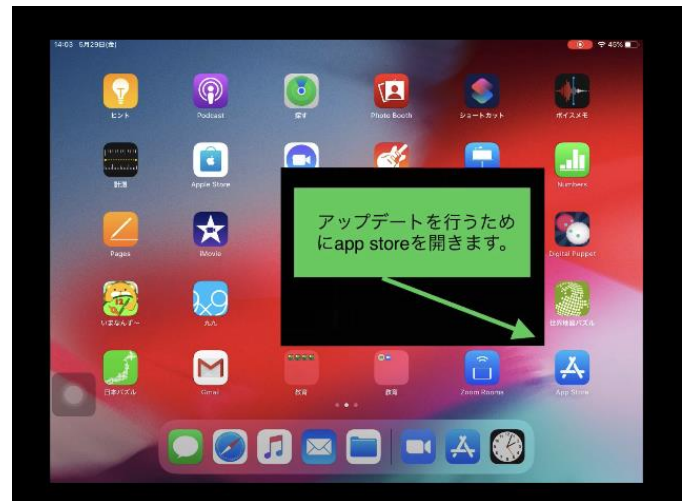 14:03 5月29日(金)
45%
ヒント
Podcast
探す
Photo Booth
ショートカット
ボイスメモ
計測
Apple Store
Numbers
アップデートを行うため
にapp storeを開きます。
Pages
iMovie
Digital Puppet
いまなんじ〜
九九
世界地図パズル
日本パズル
Gmail
教育
教育
Zoom Rooms
App Store